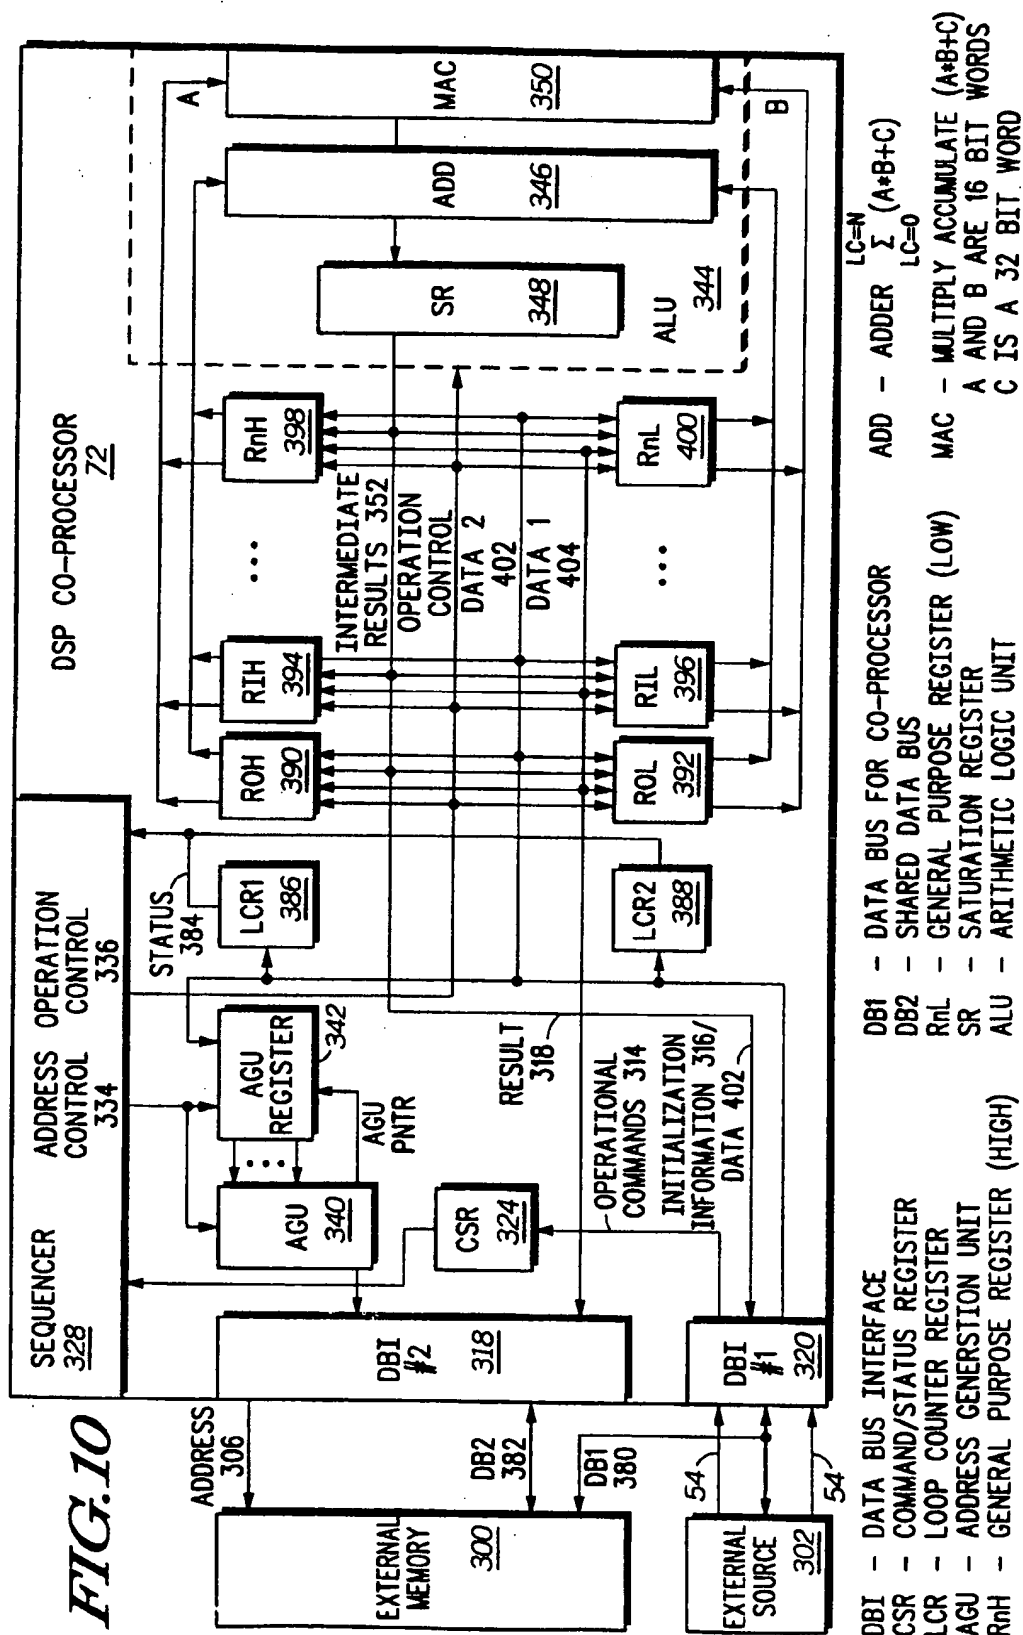 FIG.10
DSP CO-PROCESSOR
72
SEQUENCER
328
ADDRESS
CONTROL
334
OPERATION
CONTROL
336
STATUS
384
LCR1
386
LCR2
388
AGU
REGISTER
342
AGU
340
AGU
PNTR
CSR
324
ADDRESS
306
DB2
382
DB1
380
54
54
EXTERNAL
MEMORY
300
EXTERNAL
SOURCE
302
DBI
#2
318
DBI
#1
320
RESULT
318
OPERATIONAL
COMMANDS 314
INITIALIZATION
INFORMATION 316/
DATA 402
ROH
390
RIH
394
...
RnH
398
ROL
392
RIL
396
...
RnL
400
INTERMEDIATE
RESULTS 352
OPERATION
CONTROL
DATA 2
402
DATA 1
404
SR
348
ADD
346
MAC
350
ALU
344
A
B
DBI – DATA BUS INTERFACE
CSR – COMMAND/STATUS REGISTER
LCR – LOOP COUNTER REGISTER
AGU – ADDRESS GENERSTION UNIT
RnH – GENERAL PURPOSE REGISTER (HIGH)
DB1 – DATA BUS FOR CO-PROCESSOR
DB2 – SHARED DATA BUS
RnL – GENERAL PURPOSE REGISTER (LOW)
SR – SATURATION REGISTER
ALU – ARITHMETIC LOGIC UNIT
LC=N
ADD – ADDER Σ (A*B+C)
LC=0
MAC – MULTIPLY ACCUMULATE (A*B+C)
A AND B ARE 16 BIT WORDS
C IS A 32 BIT WORD